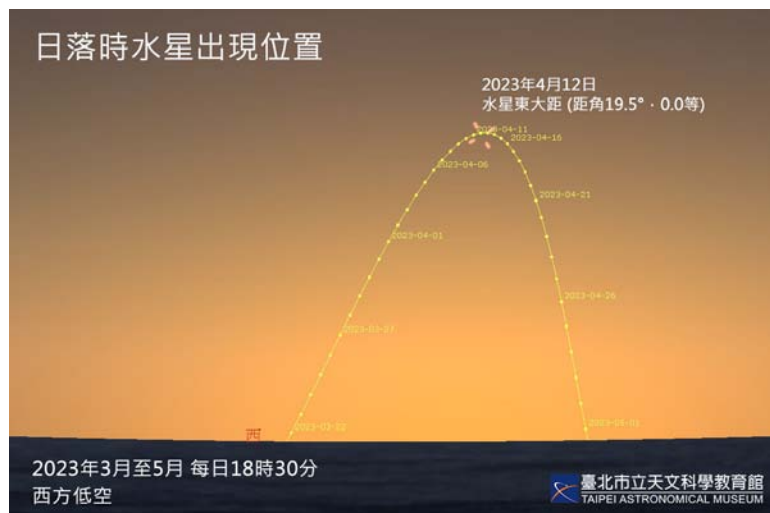 日落時水星出現位置
2023年4月12日
水星東大距 (距角19.5°．0.0等)
2023-04-11
2023-04-16
2023-04-06
2023-04-21
2023-04-01
2023-04-26
2023-03-27
2023-03-22
2023-05-01
西
2023年3月至5月 每日18時30分
西方低空
臺北市立天文科學教育館
TAIPEI ASTRONOMICAL MUSEUM